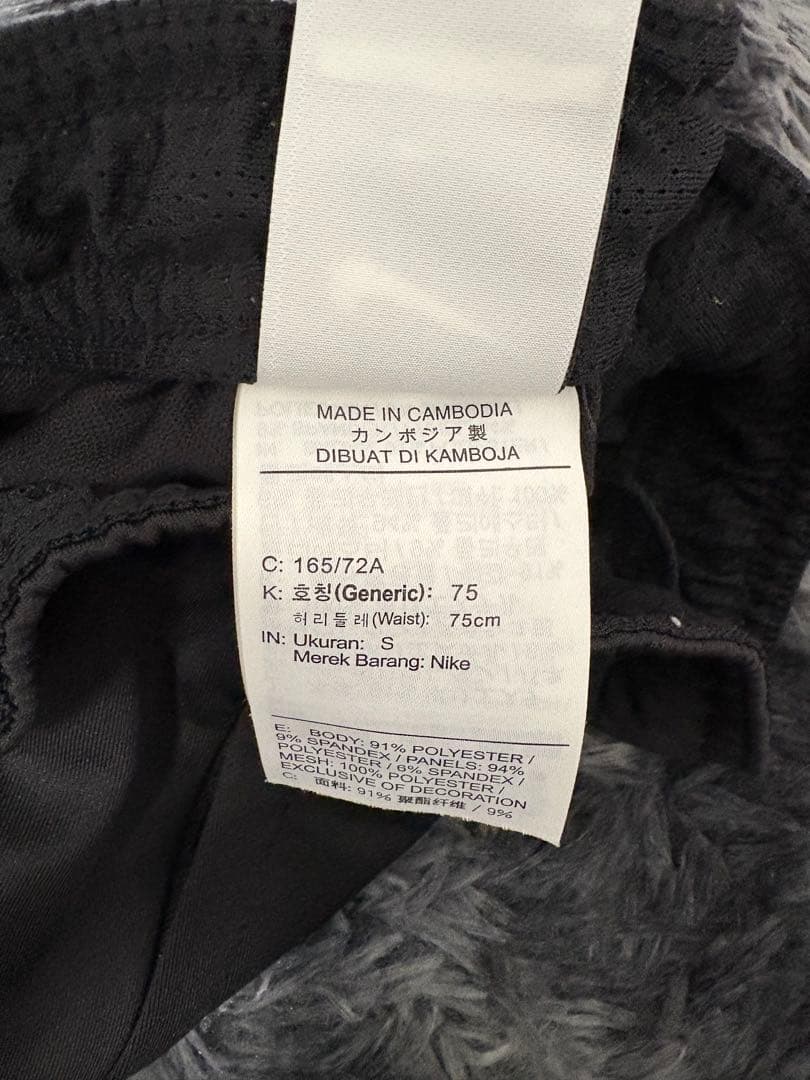 MADE IN CAMBODIA
カンボジア製
DIBUAT DI KAMBOJA
C: 165/72A
K: 호칭(Generic): 75
허리둘레(Waist): 75cm
IN: Ukuran: S
Merek Barang: Nike
E: BODY: 91% POLYESTER /
9% SPANDEX / PANELS: 94%
POLYESTER / 6% SPANDEX /
MESH: 100% POLYESTER /
EXCLUSIVE OF DECORATION
C: 面料: 91% 聚酯纤维 / 9%